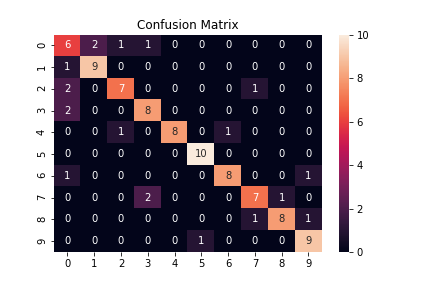 Confusion Matrix
0 6 2 1 1 0 0 0 0 0 0
1 1 9 0 0 0 0 0 0 0 0
2 2 0 7 0 0 0 0 1 0 0
3 2 0 0 8 0 0 0 0 0 0
4 0 0 1 0 8 0 1 0 0 0
5 0 0 0 0 0 10 0 0 0 0
6 1 0 0 0 0 0 8 0 0 1
7 0 0 0 2 0 0 0 7 1 0
8 0 0 0 0 0 0 0 1 8 1
9 0 0 0 0 0 1 0 0 0 9
0 1 2 3 4 5 6 7 8 9
10
8
6
4
2
0